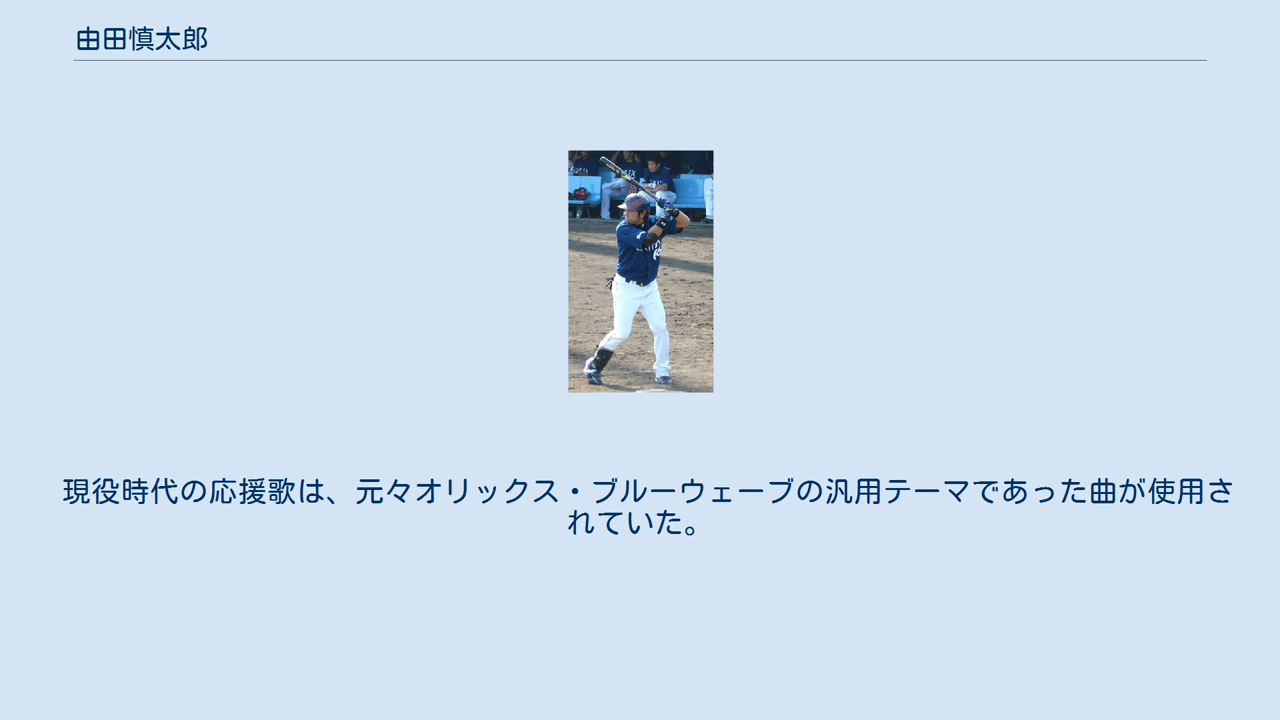 由田慎太郎
現役時代の応援歌は、元々オリックス・ブルーウェーブの汎用テーマであった曲が使用さ
れていた。